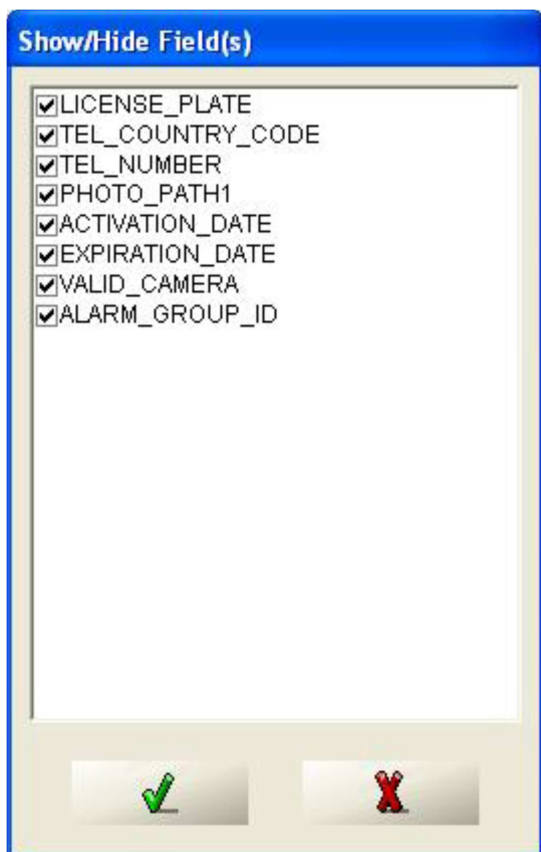 Show/Hide Field(s)
LICENSE_PLATE
TEL_COUNTRY_CODE
TEL_NUMBER
PHOTO_PATH1
ACTIVATION_DATE
EXPIRATION_DATE
VALID_CAMERA
ALARM_GROUP_ID